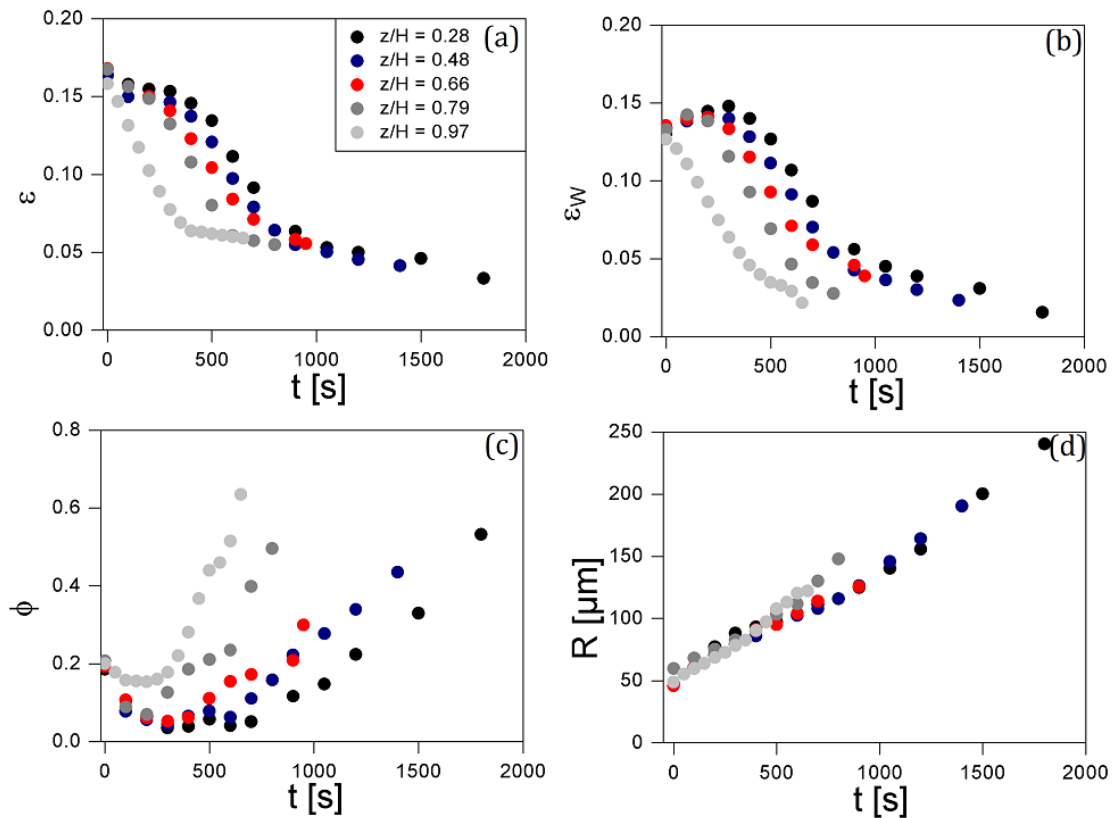 (a)
z/H = 0.28
z/H = 0.48
z/H = 0.66
z/H = 0.79
z/H = 0.97
ε
0.20
0.15
0.10
0.05
0.00
0 500 1000 1500 2000
t [s]
(b)
εW
0.20
0.15
0.10
0.05
0.00
0 500 1000 1500 2000
t [s]
(c)
ϕ
0.8
0.6
0.4
0.2
0.0
0 500 1000 1500 2000
t [s]
(d)
R [µm]
250
200
150
100
50
0
0 500 1000 1500 2000
t [s]